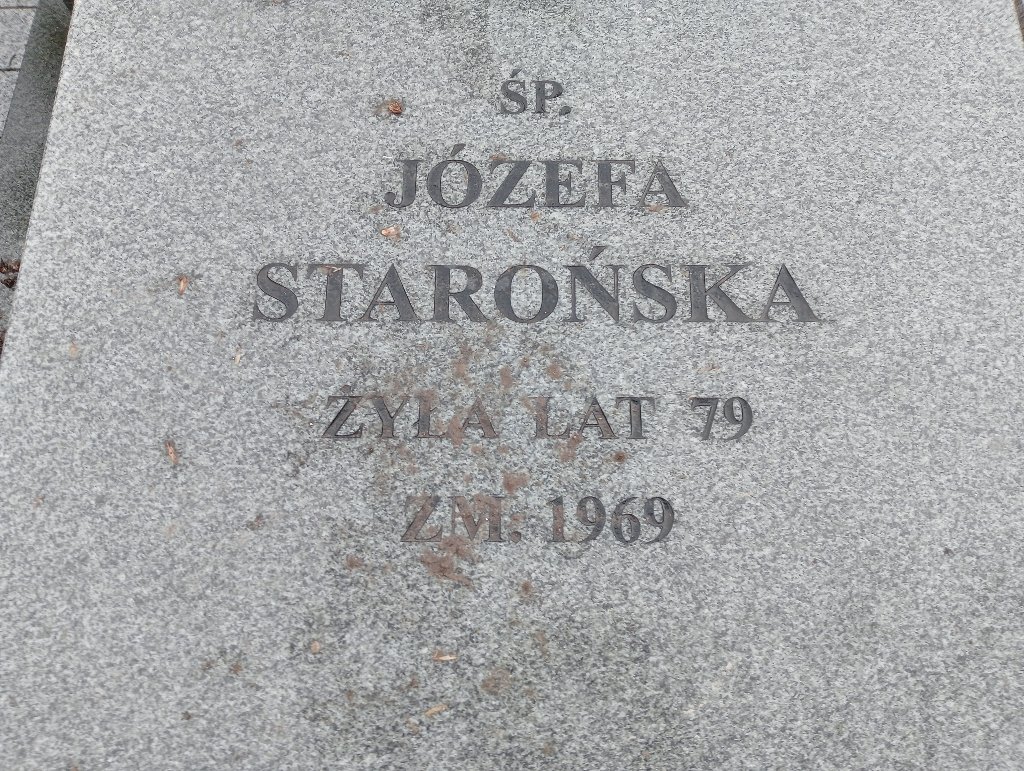 ŚP.
JÓZEFA
STAROŃSKA
ŻYŁA LAT 79
ZM. 1969